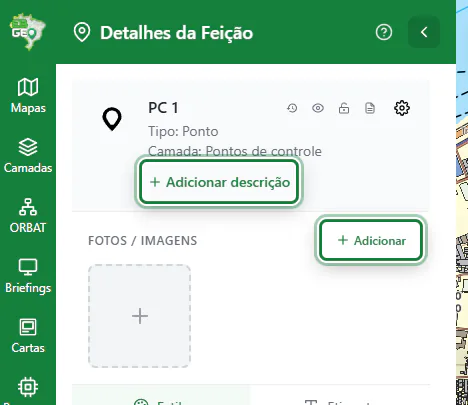 EB
GEO
Detalhes da Feição
Mapas
Camadas
ORBAT
Briefings
Cartas
PC 1
Tipo: Ponto
Camada: Pontos de controle
+ Adicionar descrição
FOTOS / IMAGENS
+ Adicionar